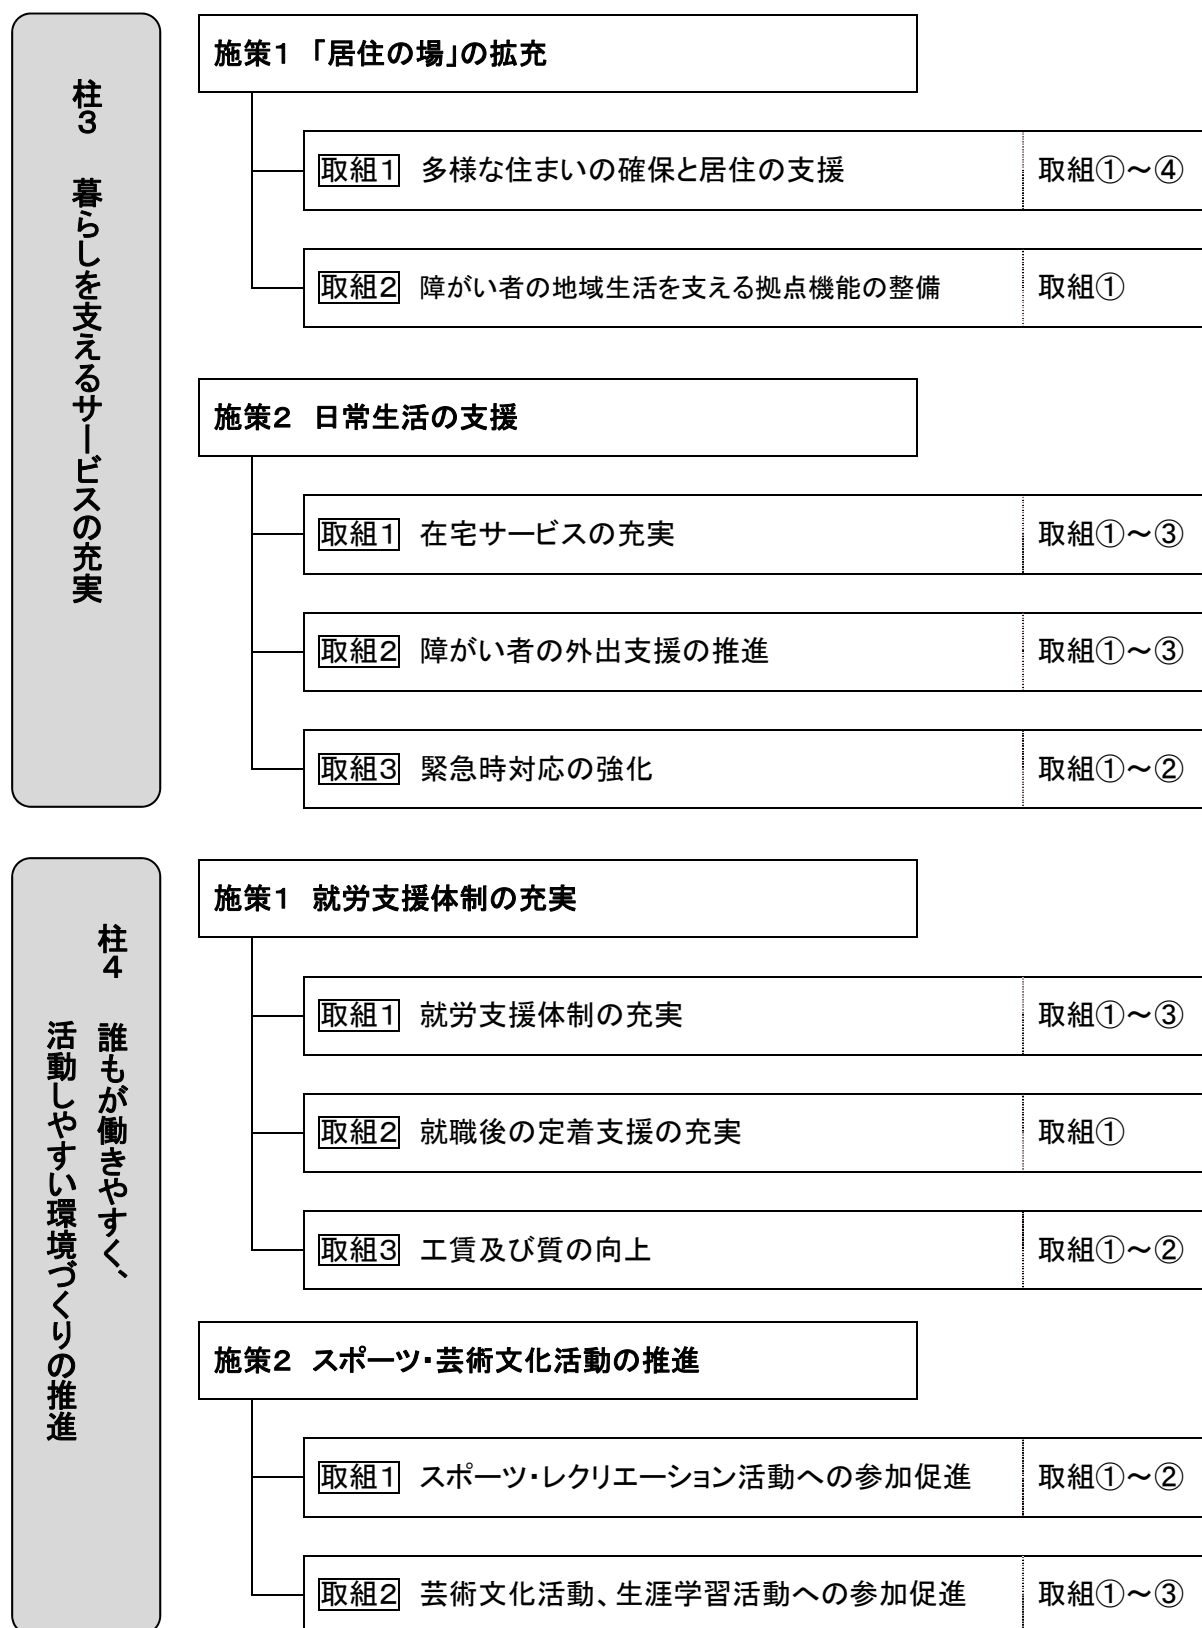 柱3 暮らしを支えるサービスの充実
施策1 「居住の場」の拡充
取組1 多様な住まいの確保と居住の支援 取組①～④
取組2 障がい者の地域生活を支える拠点機能の整備 取組①
施策2 日常生活の支援
取組1 在宅サービスの充実 取組①～③
取組2 障がい者の外出支援の推進 取組①～③
取組3 緊急時対応の強化 取組①～②
柱4 誰もが働きやすく、
活動しやすい環境づくりの推進
施策1 就労支援体制の充実
取組1 就労支援体制の充実 取組①～③
取組2 就職後の定着支援の充実 取組①
取組3 工賃及び質の向上 取組①～②
施策2 スポーツ・芸術文化活動の推進
取組1 スポーツ・レクリエーション活動への参加促進 取組①～②
取組2 芸術文化活動、生涯学習活動への参加促進 取組①～③